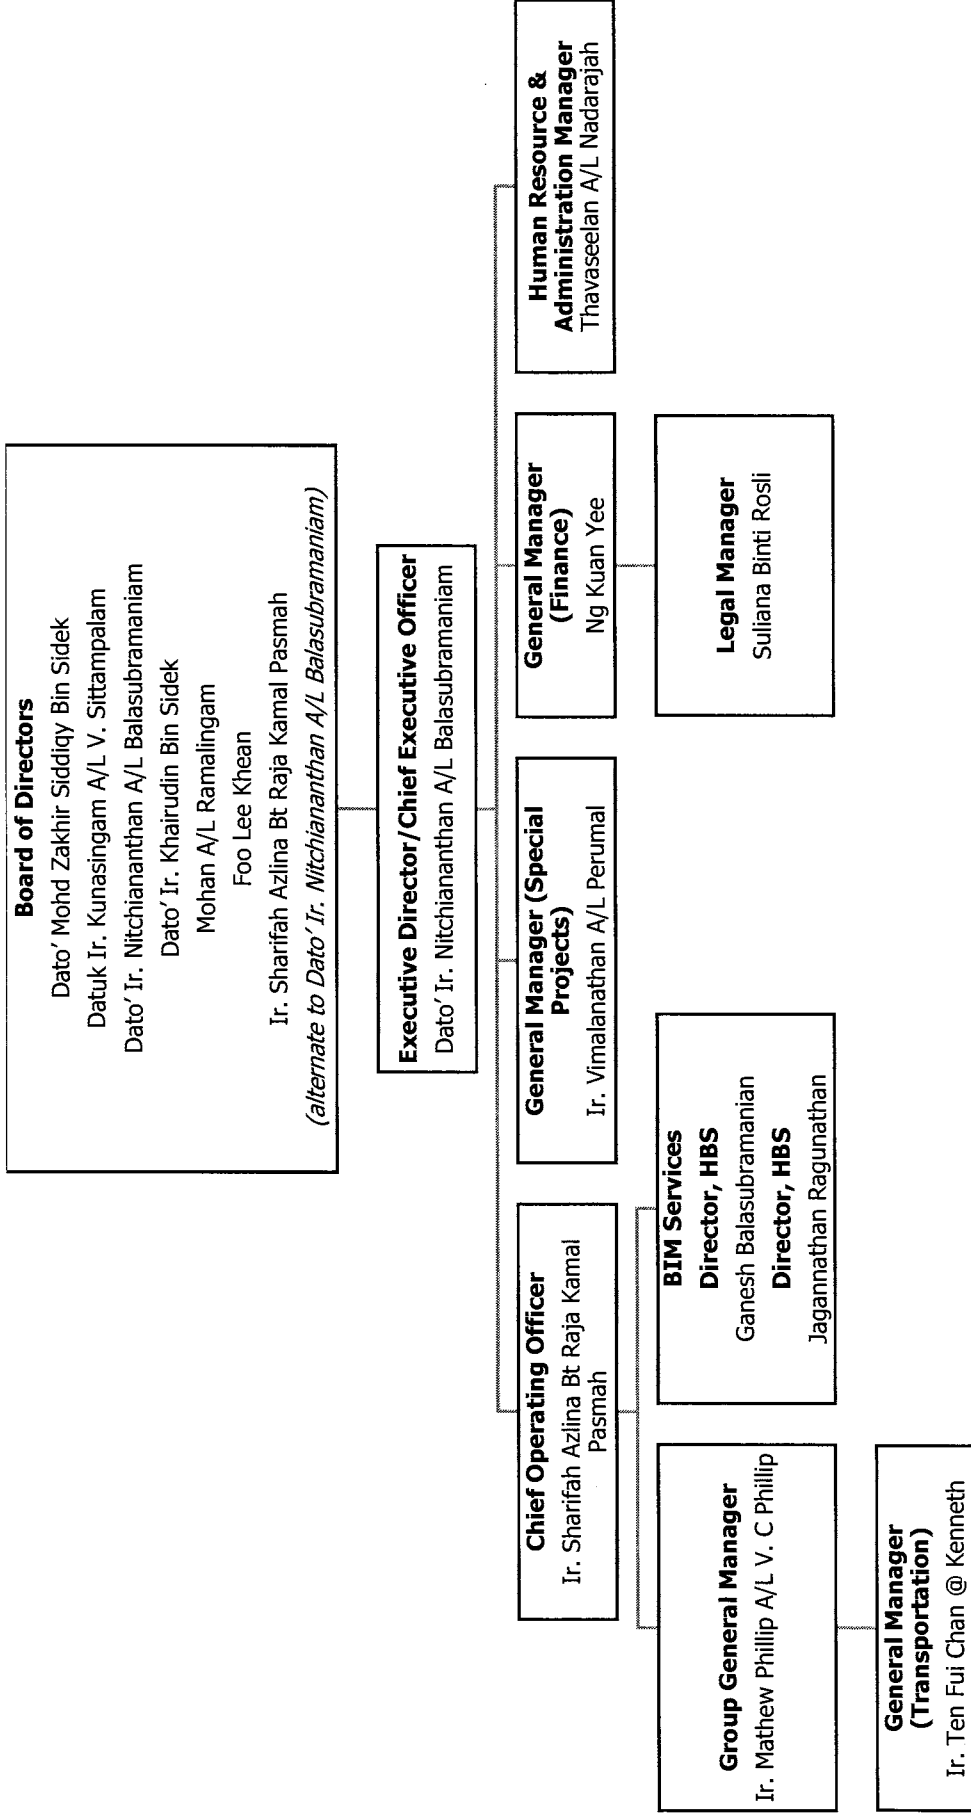 Board of Directors
Dato' Mohd Zakhir Siddiqy Bin Sidek
Datuk Ir. Kunasingam A/L V. Sittampalam
Dato' Ir. Nitchiananthan A/L Balasubramaniam
Dato' Ir. Khairudin Bin Sidek
Mohan A/L Ramalingam
Foo Lee Khean
Ir. Sharifah Azlina Bt Raja Kamal Pasmah
(alternate to Dato' Ir. Nitchiananthan A/L Balasubramaniam)
Executive Director/Chief Executive Officer
Dato' Ir. Nitchiananthan A/L Balasubramaniam
Chief Operating Officer
Ir. Sharifah Azlina Bt Raja Kamal
Pasmah
General Manager (Special
Projects)
Ir. Vimalanathan A/L Perumal
General Manager
(Finance)
Ng Kuan Yee
Human Resource &
Administration Manager
Thavaseelan A/L Nadarajah
Group General Manager
Ir. Mathew Phillip A/L V. C Phillip
BIM Services
Director, HBS
Ganesh Balasubramanian
Director, HBS
Jagannathan Ragunathan
Legal Manager
Suliana Binti Rosli
General Manager
(Transportation)
Ir. Ten Fui Chan @ Kenneth